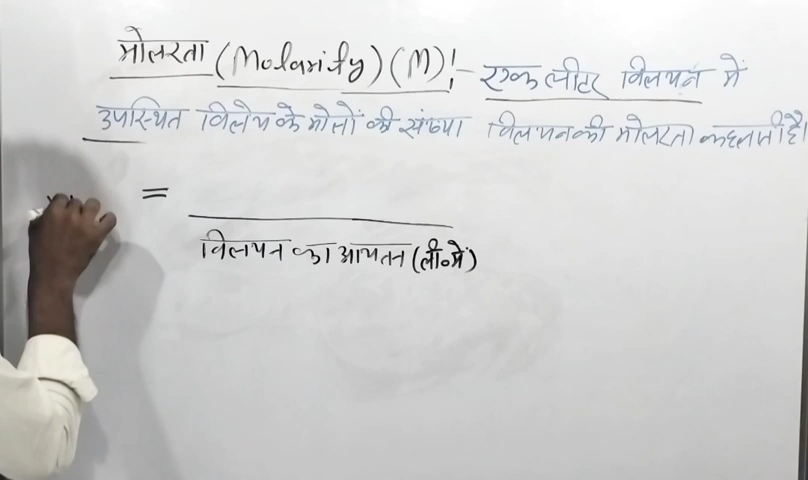 मोलरता (Molarity) (M)!- एक लीटर विलयन में
उपस्थित विलेय के मोलों की संख्या विलयन की मोलरता कहलाती है।
=
विलयन का आयतन (ली॰में)